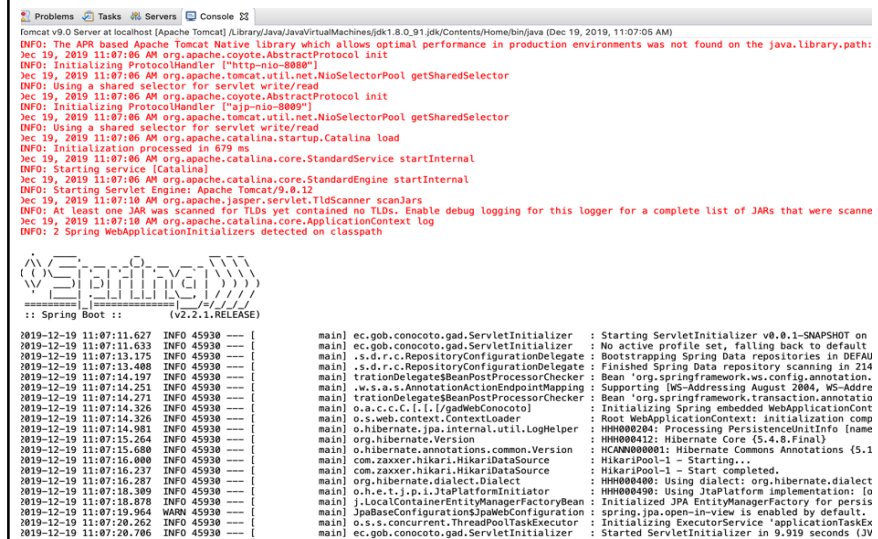 Problems Tasks Servers Console
Tomcat v9.0 Server at localhost [Apache Tomcat] /Library/Java/JavaVirtualMachines/jdk1.8.0_91.jdk/Contents/Home/bin/java (Dec 19, 2019, 11:07:05 AM)
INFO: The APR based Apache Tomcat Native library which allows optimal performance in production environments was not found on the java.library.path:
Dec 19, 2019 11:07:06 AM org.apache.coyote.AbstractProtocol init
INFO: Initializing ProtocolHandler ["http-nio-8080"]
Dec 19, 2019 11:07:06 AM org.apache.tomcat.util.net.NioSelectorPool getSharedSelector
INFO: Using a shared selector for servlet write/read
Dec 19, 2019 11:07:06 AM org.apache.coyote.AbstractProtocol init
INFO: Initializing ProtocolHandler ["ajp-nio-8009"]
Dec 19, 2019 11:07:06 AM org.apache.tomcat.util.net.NioSelectorPool getSharedSelector
INFO: Using a shared selector for servlet write/read
Dec 19, 2019 11:07:06 AM org.apache.catalina.startup.Catalina load
INFO: Initialization processed in 679 ms
Dec 19, 2019 11:07:06 AM org.apache.catalina.core.StandardService startInternal
INFO: Starting service [Catalina]
Dec 19, 2019 11:07:06 AM org.apache.catalina.core.StandardEngine startInternal
INFO: Starting Servlet Engine: Apache Tomcat/9.0.12
Dec 19, 2019 11:07:10 AM org.apache.jasper.servlet.TldScanner scanJars
INFO: At least one JAR was scanned for TLDs yet contained no TLDs. Enable debug logging for this logger for a complete list of JARs that were scanne
Dec 19, 2019 11:07:10 AM org.apache.catalina.core.ApplicationContext log
INFO: 2 Spring WebApplicationInitializers detected on classpath
Spring
:: Spring Boot :: (v2.2.1.RELEASE)
2019-12-19 11:07:11.627 INFO 45930 --- [ main] ec.gob.conocoto.gad.ServletInitializer : Starting ServletInitializer v0.0.1-SNAPSHOT on
2019-12-19 11:07:11.633 INFO 45930 --- [ main] ec.gob.conocoto.gad.ServletInitializer : No active profile set, falling back to default
2019-12-19 11:07:13.175 INFO 45930 --- [ main] .s.d.r.c.RepositoryConfigurationDelegate : Bootstrapping Spring Data repositories in DEFAU
2019-12-19 11:07:13.408 INFO 45930 --- [ main] .s.d.r.c.RepositoryConfigurationDelegate : Finished Spring Data repository scanning in 214
2019-12-19 11:07:14.197 INFO 45930 --- [ main] trationDelegate$BeanPostProcessorChecker : Bean 'org.springframework.ws.config.annotation.
2019-12-19 11:07:14.251 INFO 45930 --- [ main] .w.s.a.s.AnnotationActionEndpointMapping : Supporting [WS-Addressing August 2004, WS-Addre
2019-12-19 11:07:14.271 INFO 45930 --- [ main] trationDelegate$BeanPostProcessorChecker : Bean 'org.springframework.transaction.annotatio
2019-12-19 11:07:14.326 INFO 45930 --- [ main] o.a.c.c.C.[.[.[/gadWebConocoto] : Initializing Spring embedded WebApplicationCont
2019-12-19 11:07:14.326 INFO 45930 --- [ main] o.s.web.context.ContextLoader : Root WebApplicationContext: initialization comp
2019-12-19 11:07:14.981 INFO 45930 --- [ main] o.hibernate.jpa.internal.util.LogHelper : HHH000204: Processing PersistenceUnitInfo [name
2019-12-19 11:07:15.264 INFO 45930 --- [ main] org.hibernate.Version : HHH000412: Hibernate Core {5.4.8.Final}
2019-12-19 11:07:15.680 INFO 45930 --- [ main] o.hibernate.annotations.common.Version : HCANN000001: Hibernate Commons Annotations {5.1
2019-12-19 11:07:16.000 INFO 45930 --- [ main] com.zaxxer.hikari.HikariDataSource : HikariPool-1 - Starting...
2019-12-19 11:07:16.237 INFO 45930 --- [ main] com.zaxxer.hikari.HikariDataSource : HikariPool-1 - Start completed.
2019-12-19 11:07:16.287 INFO 45930 --- [ main] org.hibernate.dialect.Dialect : HHH000400: Using dialect: org.hibernate.dialect
2019-12-19 11:07:18.309 INFO 45930 --- [ main] o.h.e.t.j.p.i.JtaPlatformInitiator : HHH000490: Using JtaPlatform implementation: [o
2019-12-19 11:07:18.878 INFO 45930 --- [ main] j.LocalContainerEntityManagerFactoryBean : Initialized JPA EntityManagerFactory for persis
2019-12-19 11:07:19.964 WARN 45930 --- [ main] JpaBaseConfiguration$JpaWebConfiguration : spring.jpa.open-in-view is enabled by default.
2019-12-19 11:07:20.262 INFO 45930 --- [ main] o.s.s.concurrent.ThreadPoolTaskExecutor : Initializing ExecutorService 'applicationTaskEx
2019-12-19 11:07:20.706 INFO 45930 --- [ main] ec.gob.conocoto.gad.ServletInitializer : Started ServletInitializer in 9.919 seconds (JV